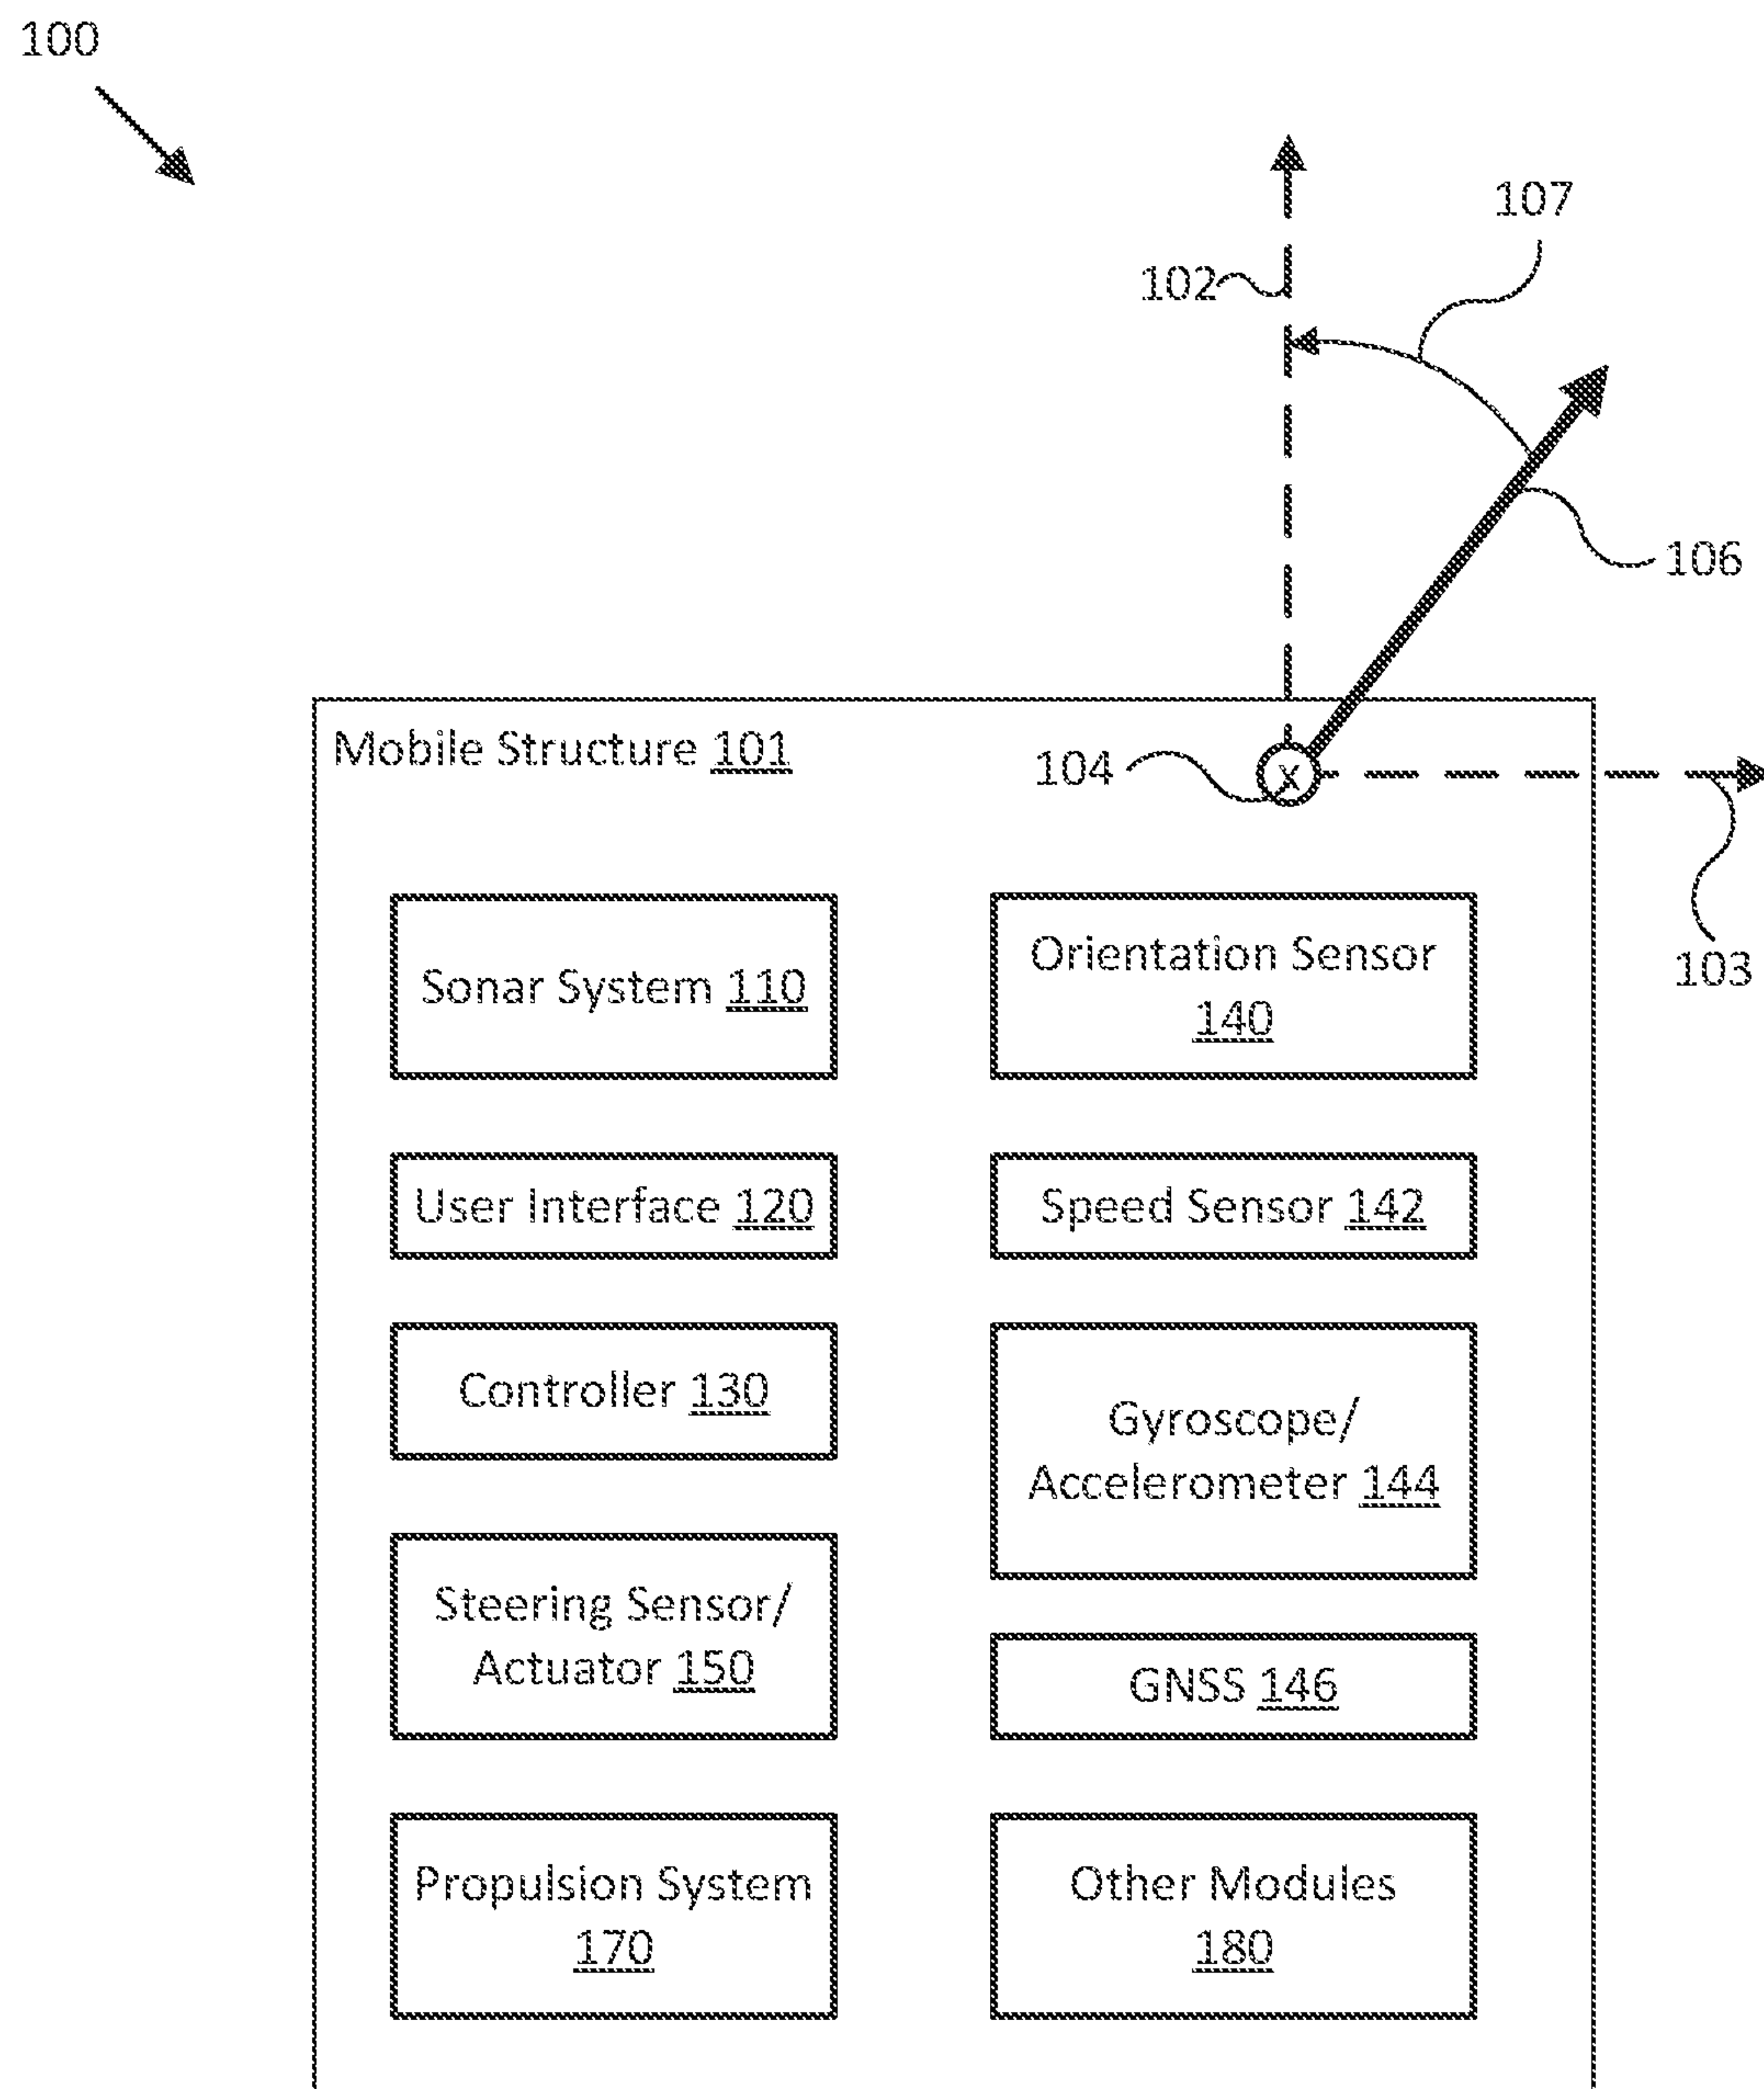 100
107
102
106
Mobile Structure 101
104
X
103
Sonar System 110
Orientation Sensor
140
User Interface 120
Speed Sensor 142
Controller 130
Gyroscope/
Accelerometer 144
Steering Sensor/
Actuator 150
GNSS 146
Propulsion System
170
Other Modules
180